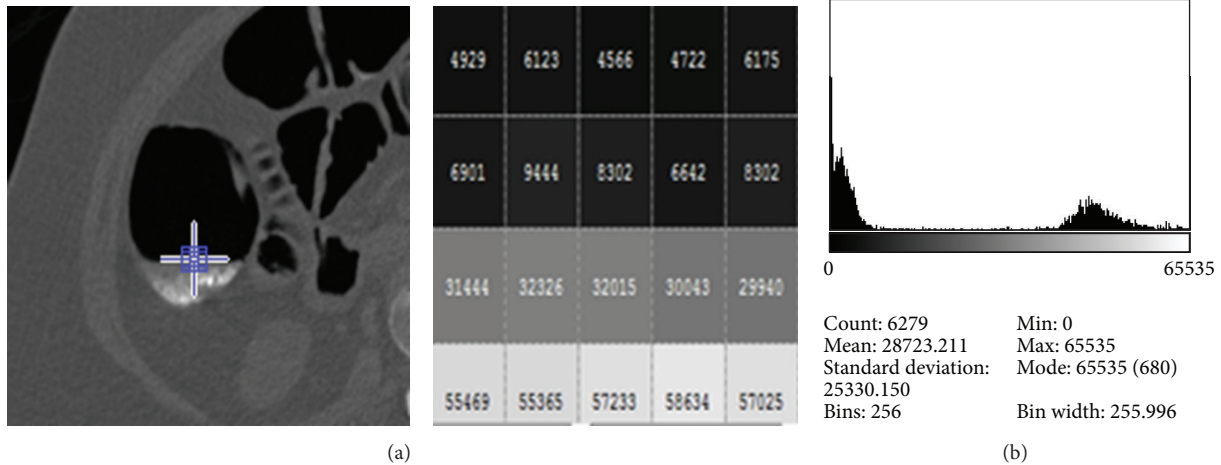 4929 6123 4566 4722 6175
6901 9444 8302 6642 8302
31444 32326 32015 30043 29940
55469 55365 57233 58634 57025
(a)
0 65535
Count: 6279 Min: 0
Mean: 28723.211 Max: 65535
Standard deviation: Mode: 65535 (680)
25330.150
Bins: 256 Bin width: 255.996
(b)